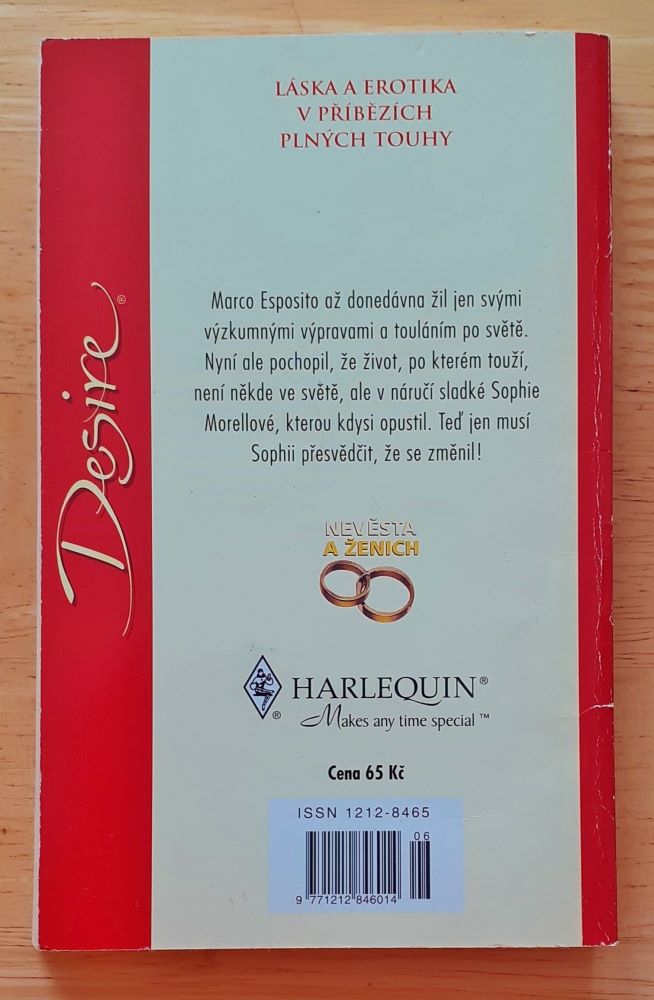 LÁSKA A EROTIKA
V PŘÍBĚZÍCH
PLNÝCH TOUHY
Desire®
Marco Esposito až donedávna žil jen svými
výzkumnými výpravami a touláním po světě.
Nyní ale pochopil, že život, po kterém touží,
není někde ve světě, ale v náručí sladké Sophie
Morellové, kterou kdysi opustil. Teď jen musí
Sophii přesvědčit, že se změnil!
NEVĚSTA
A ŽENICH
HARLEQUIN®
®
Makes any time special™
Cena 65 Kč
ISSN 1212-8465
06
9 771212 846014